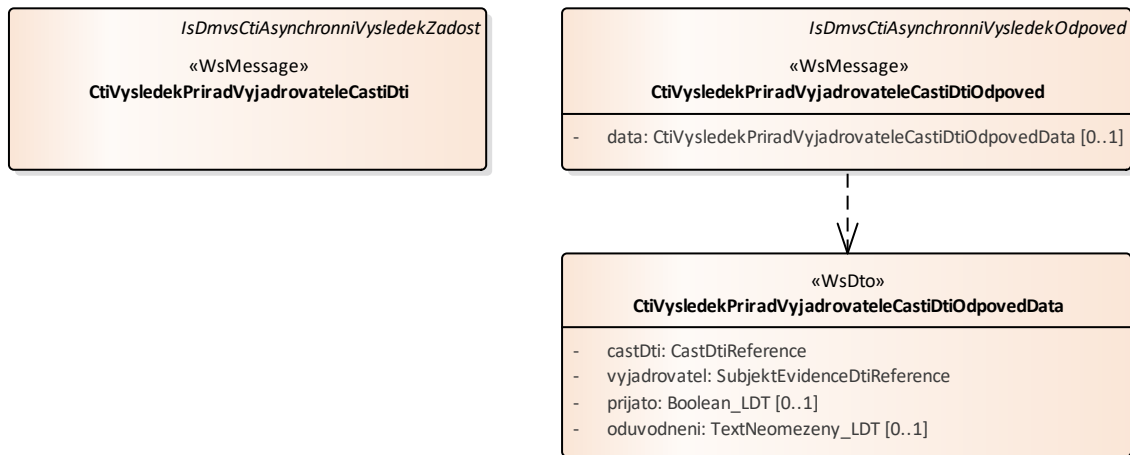 IsDmvsCtiAsynchronniVysledekZadost
«WsMessage»
CtiVysledekPriradVyjadrovateleCastiDti
IsDmvsCtiAsynchronniVysledekOdpoved
«WsMessage»
CtiVysledekPriradVyjadrovateleCastiDtiOdpoved
- data: CtiVysledekPriradVyjadrovateleCastiDtiOdpovedData [0..1]
«WsDto»
CtiVysledekPriradVyjadrovateleCastiDtiOdpovedData
- castDti: CastDtiReference
- vyjadrovatel: SubjektEvidenceDtiReference
- prijato: Boolean_LDT [0..1]
- oduvodneni: TextNeomezeny_LDT [0..1]